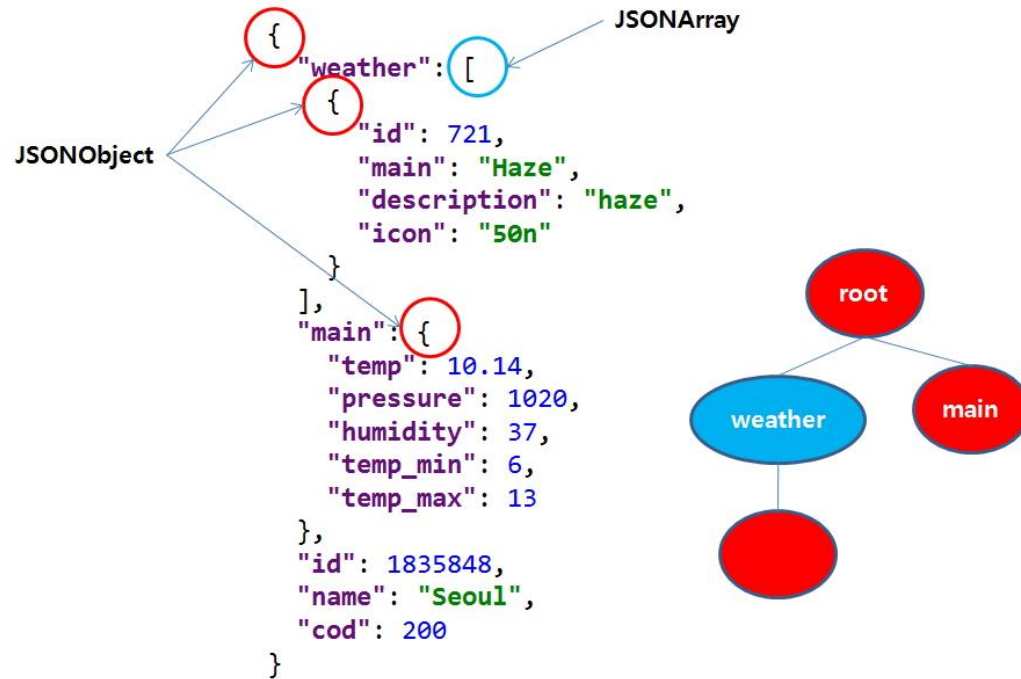 JSONArray
{
"weather": [
{
"id": 721,
"main": "Haze",
"description": "haze",
"icon": "50n"
}
],
"main": {
"temp": 10.14,
"pressure": 1020,
"humidity": 37,
"temp_min": 6,
"temp_max": 13
},
"id": 1835848,
"name": "Seoul",
"cod": 200
}
JSONObject
root
weather
main